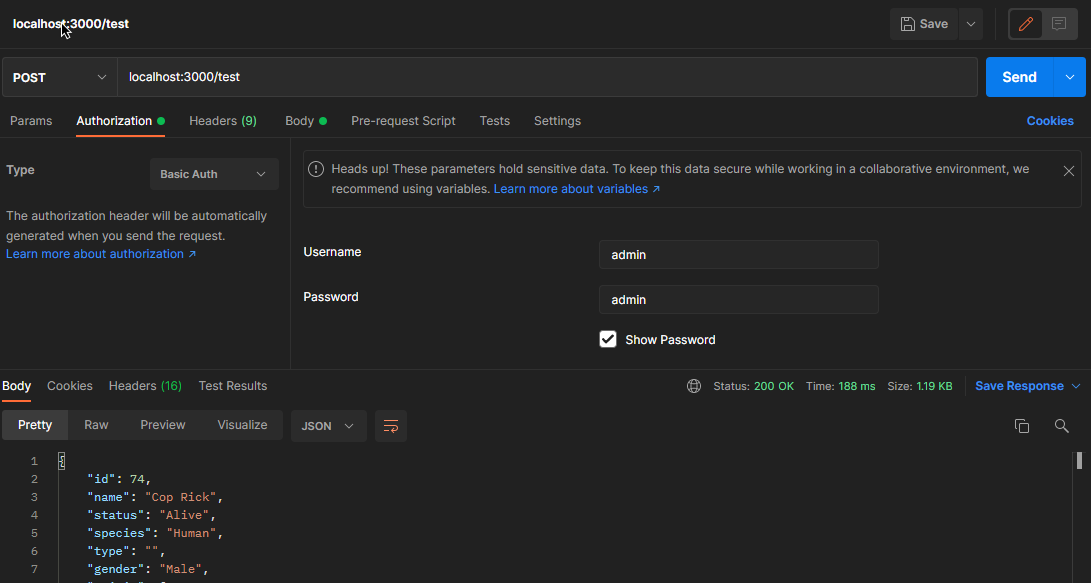 localhost:3000/test
Save
POST
localhost:3000/test
Send
Params
Authorization
Headers (9)
Body
Pre-request Script
Tests
Settings
Cookies
Type
Basic Auth
The authorization header will be automatically
generated when you send the request.
Learn more about authorization ↗
Heads up! These parameters hold sensitive data. To keep this data secure while working in a collaborative environment, we
recommend using variables. Learn more about variables ↗
Username
admin
Password
admin
Show Password
Body
Cookies
Headers (16)
Test Results
Status: 200 OK
Time: 188 ms
Size: 1.19 KB
Save Response
Pretty
Raw
Preview
Visualize
JSON
1 {
2 "id": 74,
3 "name": "Cop Rick",
4 "status": "Alive",
5 "species": "Human",
6 "type": "",
7 "gender": "Male",